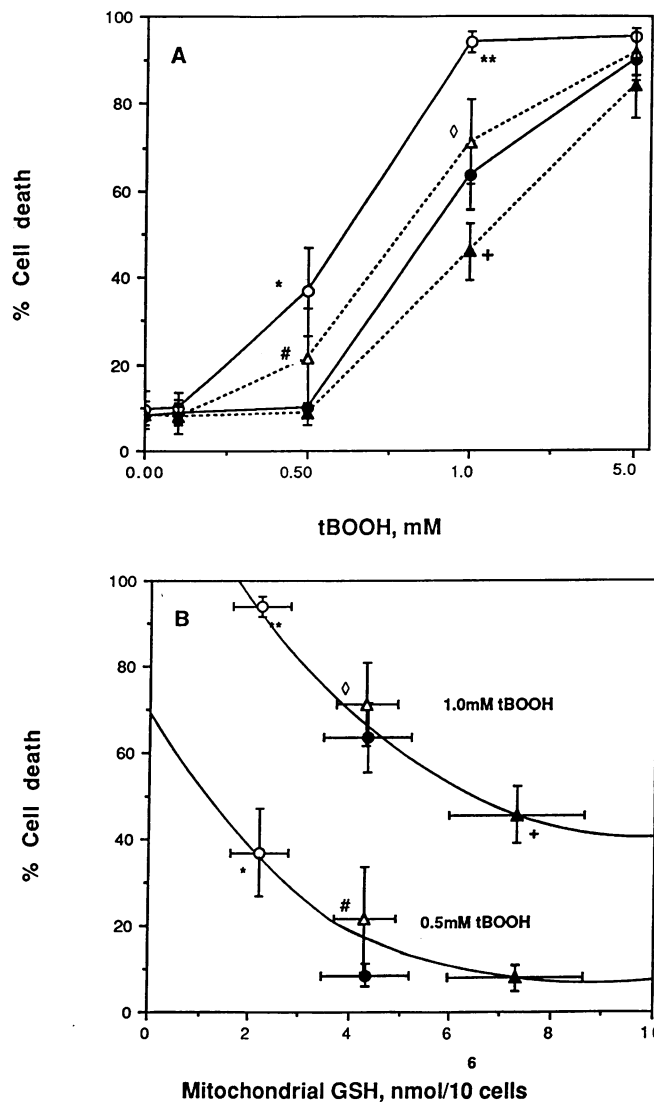 A
100
80
60
40
20
0
% Cell death
*
**
#
◊
+
0.00 0.50 1.0 5.0
tBOOH, mM
B
100
80
60
40
20
0
% Cell death
**
◊
1.0mM tBOOH
+
*
#
0.5mM tBOOH
0 2 4 6 8
6
Mitochondrial GSH, nmol/10 cells